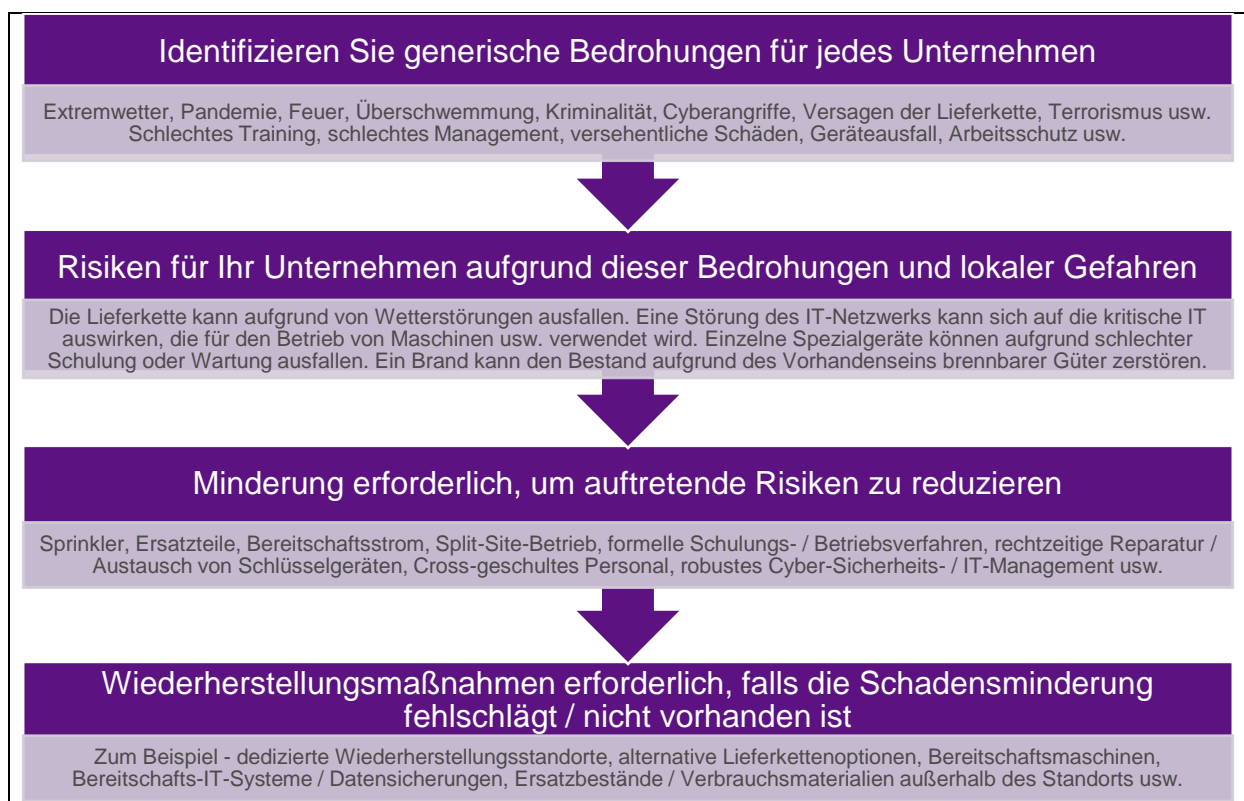 Identifizieren Sie generische Bedrohungen für jedes Unternehmen
Extremwetter, Pandemie, Feuer, Überschwemmung, Kriminalität, Cyberangriffe, Versagen der Lieferkette, Terrorismus usw.
Schlechtes Training, schlechtes Management, versehentliche Schäden, Geräteausfall, Arbeitsschutz usw.
Risiken für Ihr Unternehmen aufgrund dieser Bedrohungen und lokaler Gefahren
Die Lieferkette kann aufgrund von Wetterstörungen ausfallen. Eine Störung des IT-Netzwerks kann sich auf die kritische IT
auswirken, die für den Betrieb von Maschinen usw. verwendet wird. Einzelne Spezialgeräte können aufgrund schlechter
Schulung oder Wartung ausfallen. Ein Brand kann den Bestand aufgrund des Vorhandenseins brennbarer Güter zerstören.
Minderung erforderlich, um auftretende Risiken zu reduzieren
Sprinkler, Ersatzteile, Bereitschaftsstrom, Split-Site-Betrieb, formelle Schulungs- / Betriebsverfahren, rechtzeitige Reparatur /
Austausch von Schlüsselgeräten, Cross-geschultes Personal, robustes Cyber-Sicherheits- / IT-Management usw.
Wiederherstellungsmaßnahmen erforderlich, falls die Schadensminderung
fehlschlägt / nicht vorhanden ist
Zum Beispiel - dedizierte Wiederherstellungsstandorte, alternative Lieferkettenoptionen, Bereitschaftsmaschinen,
Bereitschafts-IT-Systeme / Datensicherungen, Ersatzbestände / Verbrauchsmaterialien außerhalb des Standorts usw.